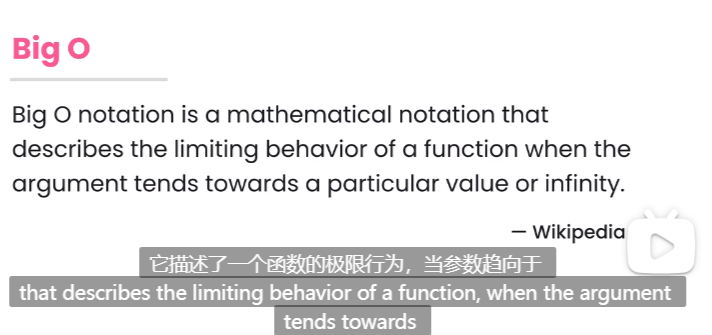 Big O
Big O notation is a mathematical notation that
describes the limiting behavior of a function when the
argument tends towards a particular value or infinity.
— Wikipedia
它描述了一个函数的极限行为，当参数趋向于
that describes the limiting behavior of a function, when the argument
tends towards